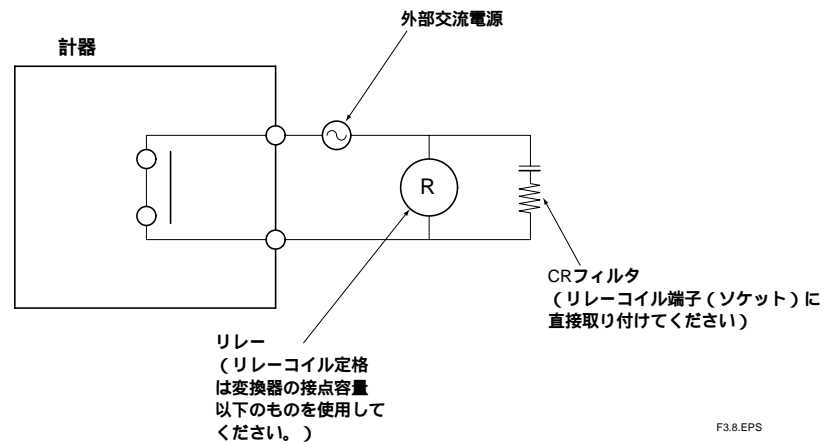 外部交流電源
計器
R
CRフィルタ
（リレーコイル端子（ソケット）に
直接取り付けてください）
リレー
（リレーコイル定格
は変換器の接点容量
以下のものを使用して
ください。）
F3.8.EPS